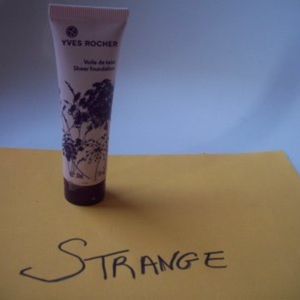 YVES ROCHER
Voile de teint
Sheer foundation
STRANGE